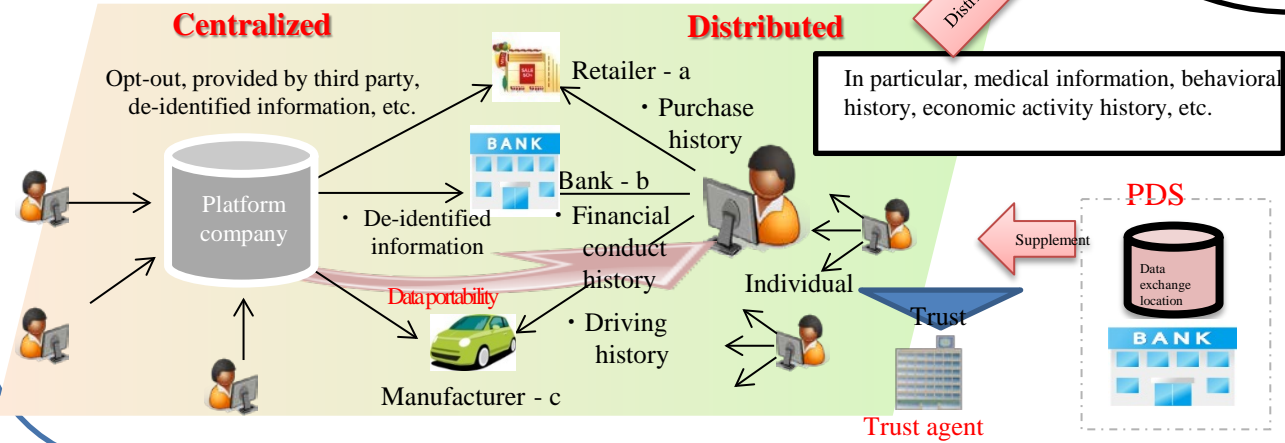 Centralized
Distributed
Opt-out, provided by third party,
de-identified information, etc.
Retailer - a
・ Purchase
history
In particular, medical information, behavioral
history, economic activity history, etc.
BANK
Bank - b
Platform
company
・ De-identified
information
・ Financial
conduct
history
Data portability
Individual
・ Driving
history
Manufacturer - c
Supplement
PDS
Data
exchange
location
BANK
Trust
Trust agent